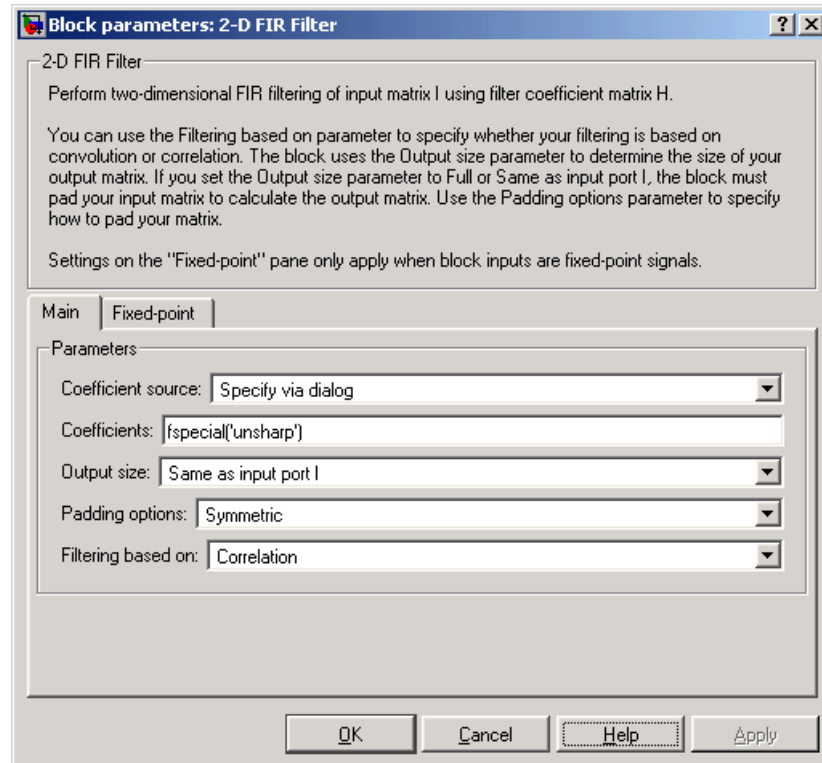 Block parameters: 2-D FIR Filter
2-D FIR Filter
Perform two-dimensional FIR filtering of input matrix I using filter coefficient matrix H.
You can use the Filtering based on parameter to specify whether your filtering is based on
convolution or correlation. The block uses the Output size parameter to determine the size of your
output matrix. If you set the Output size parameter to Full or Same as input port I, the block must
pad your input matrix to calculate the output matrix. Use the Padding options parameter to specify
how to pad your matrix.
Settings on the "Fixed-point" pane only apply when block inputs are fixed-point signals.
Main Fixed-point
Parameters
Coefficient source: Specify via dialog
Coefficients: fspecial('unsharp')
Output size: Same as input port I
Padding options: Symmetric
Filtering based on: Correlation
OK Cancel Help Apply